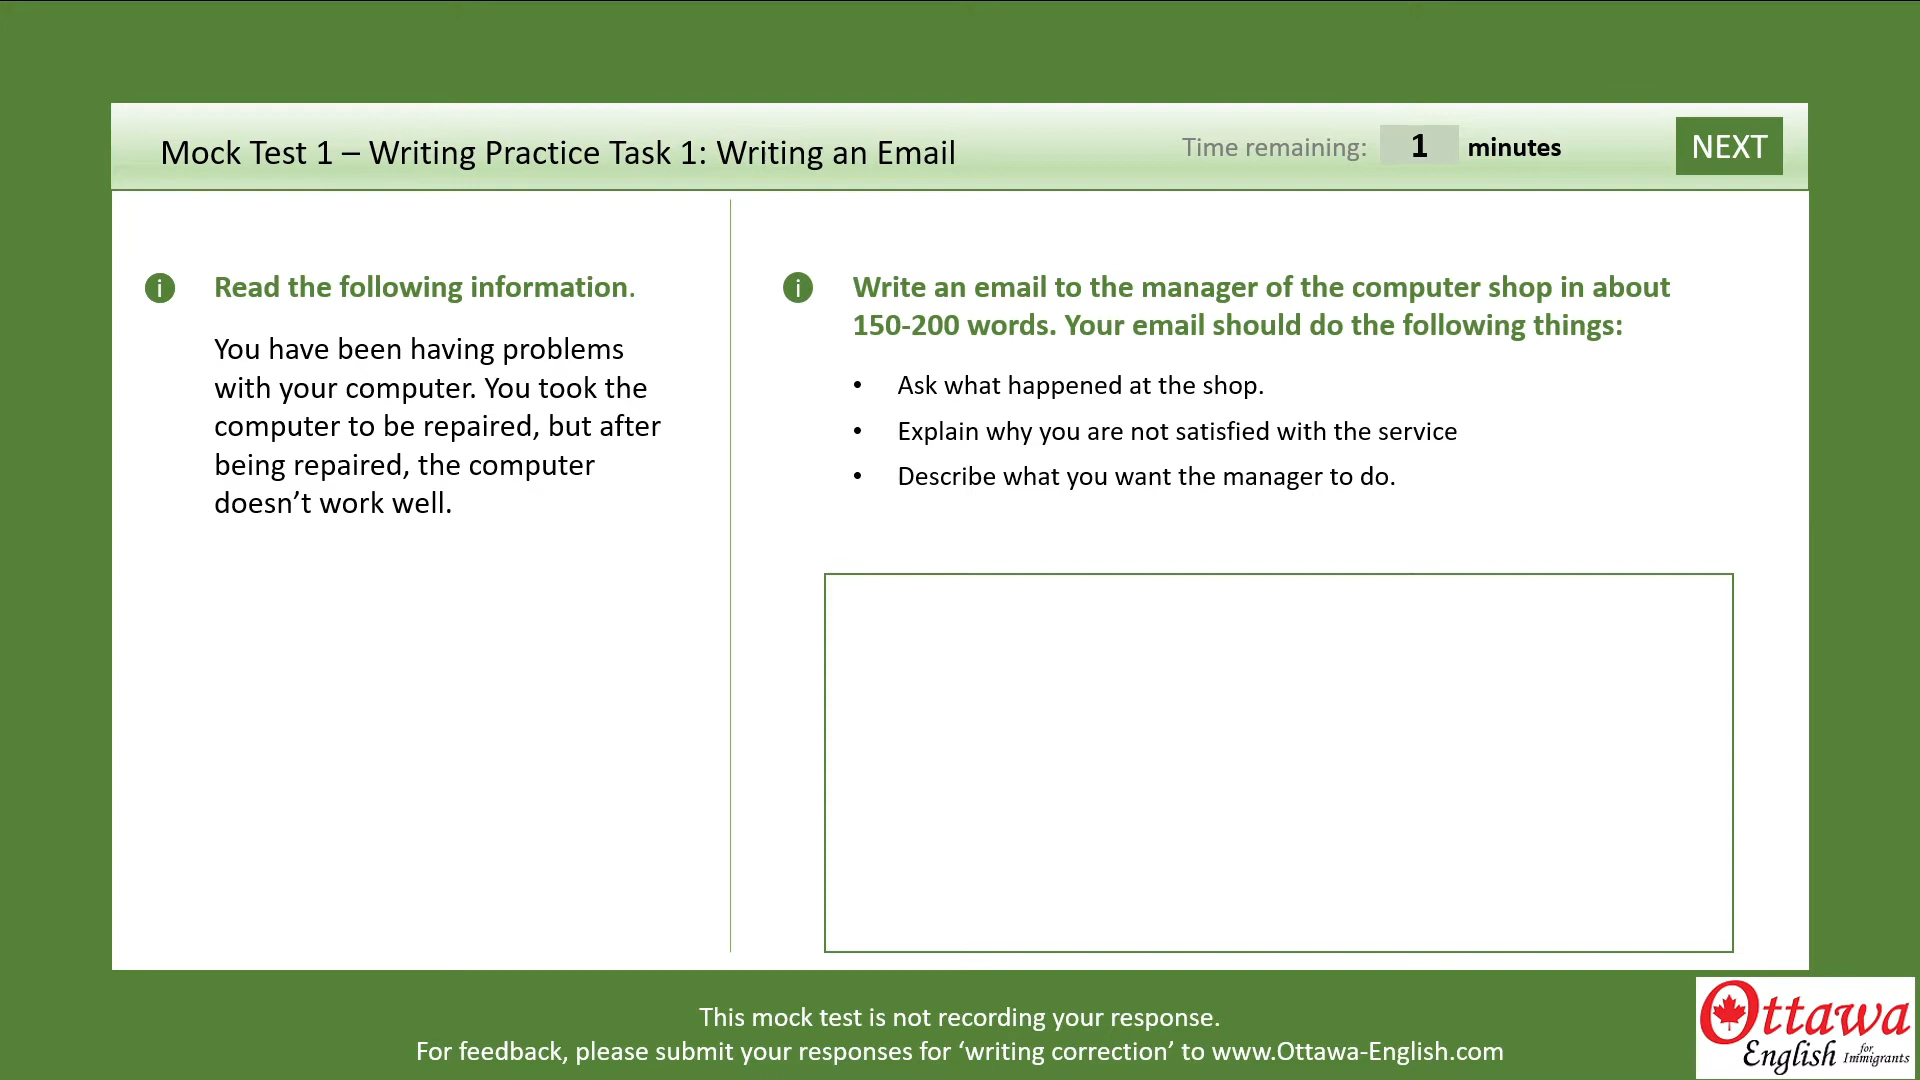 Mock Test 1 – Writing Practice Task 1: Writing an Email
Time remaining: 1 minutes
NEXT
i Read the following information.
You have been having problems
with your computer. You took the
computer to be repaired, but after
being repaired, the computer
doesn’t work well.
i Write an email to the manager of the computer shop in about
150-200 words. Your email should do the following things:
• Ask what happened at the shop.
• Explain why you are not satisfied with the service
• Describe what you want the manager to do.
This mock test is not recording your response.
For feedback, please submit your responses for ‘writing correction’ to www.Ottawa-English.com
Ottawa
English for Immigrants